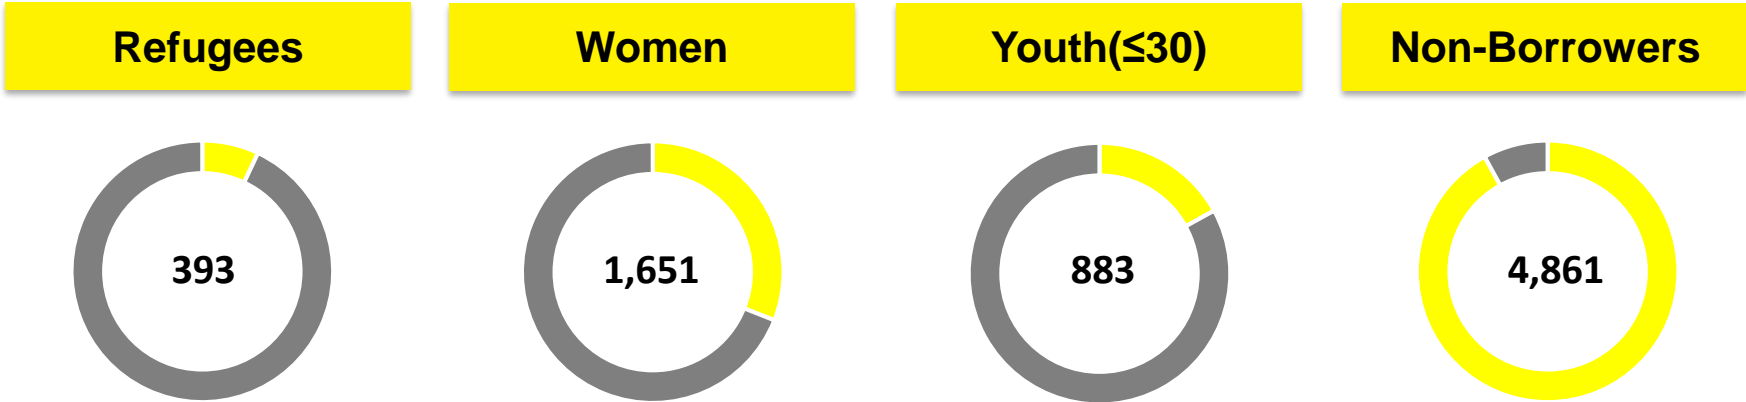 Refugees
Women
Youth(≤30)
Non-Borrowers
393
1,651
883
4,861